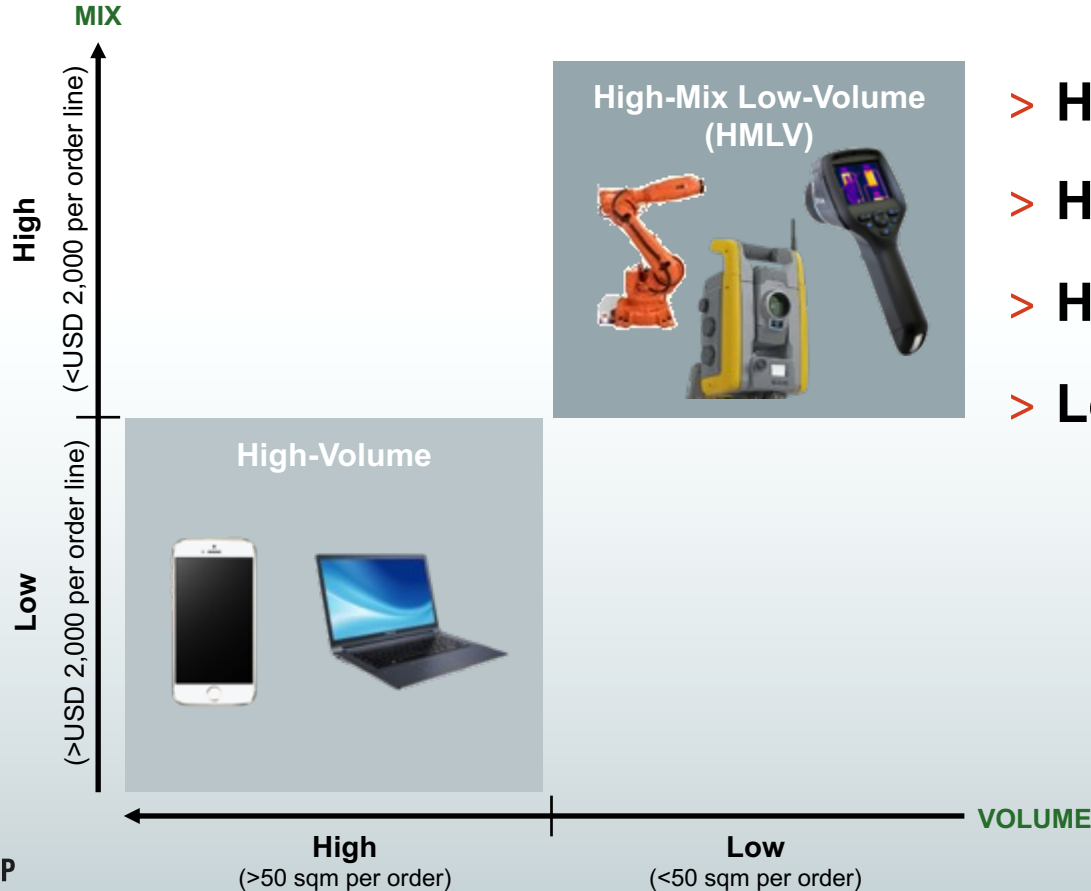 MIX
High
(<USD 2,000 per order line)
High-Mix Low-Volume
(HMLV)
> H
> H
> H
> L
Low
(>USD 2,000 per order line)
High-Volume
VOLUME
High
(>50 sqm per order)
Low
(<50 sqm per order)
P